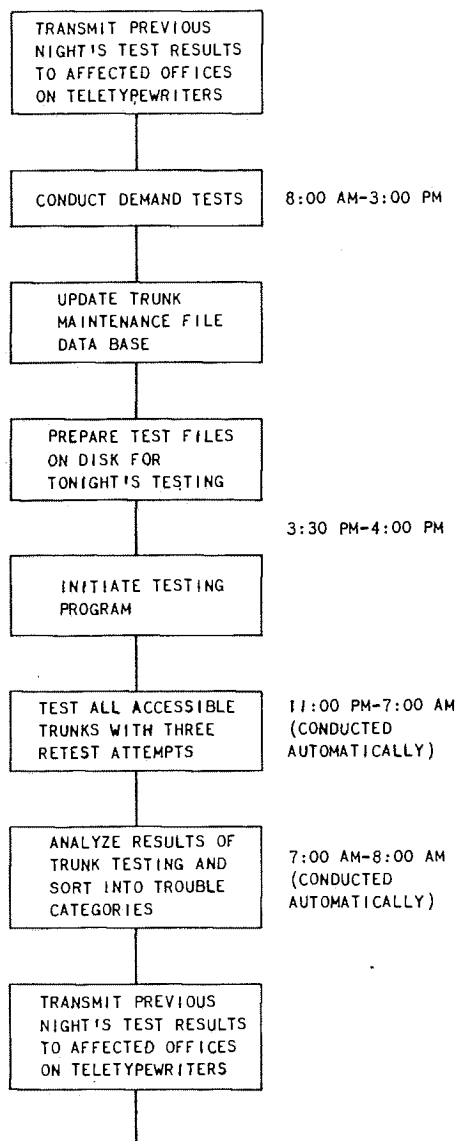 TRANSMIT PREVIOUS
NIGHT'S TEST RESULTS
TO AFFECTED OFFICES
ON TELETYPEWRITERS
CONDUCT DEMAND TESTS
8:00 AM-3:00 PM
UPDATE TRUNK
MAINTENANCE FILE
DATA BASE
PREPARE TEST FILES
ON DISK FOR
TONIGHT'S TESTING
3:30 PM-4:00 PM
INITIATE TESTING
PROGRAM
TEST ALL ACCESSIBLE
TRUNKS WITH THREE
RETEST ATTEMPTS
11:00 PM-7:00 AM
(CONDUCTED
AUTOMATICALLY)
ANALYZE RESULTS OF
TRUNK TESTING AND
SORT INTO TROUBLE
CATEGORIES
7:00 AM-8:00 AM
(CONDUCTED
AUTOMATICALLY)
TRANSMIT PREVIOUS
NIGHT'S TEST RESULTS
TO AFFECTED OFFICES
ON TELETYPEWRITERS